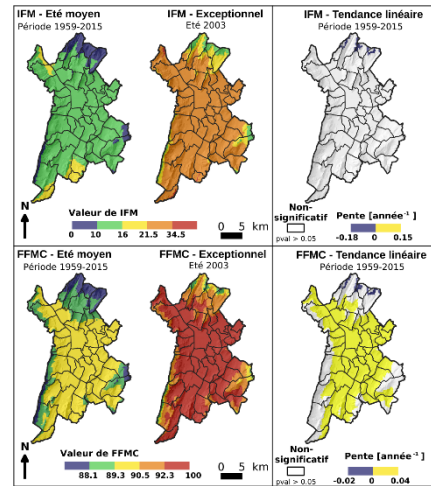 IFM - Eté moyen
Période 1959-2015
IFM - Exceptionnel
Eté 2003
IFM - Tendance linéaire
Période 1959-2015
N
Valeur de IFM
0 10 16 21.5 34.5
0 5 km
Non-significatif
pval > 0.05
Pente [année⁻¹]
-0.18 0 0.15
FFMC - Eté moyen
Période 1959-2015
FFMC - Exceptionnel
Eté 2003
FFMC - Tendance linéaire
Période 1959-2015
N
Valeur de FFMC
88.1 89.3 90.5 92.3 100
0 5 km
Non-significatif
pval > 0.05
Pente [année⁻¹]
-0.02 0 0.04